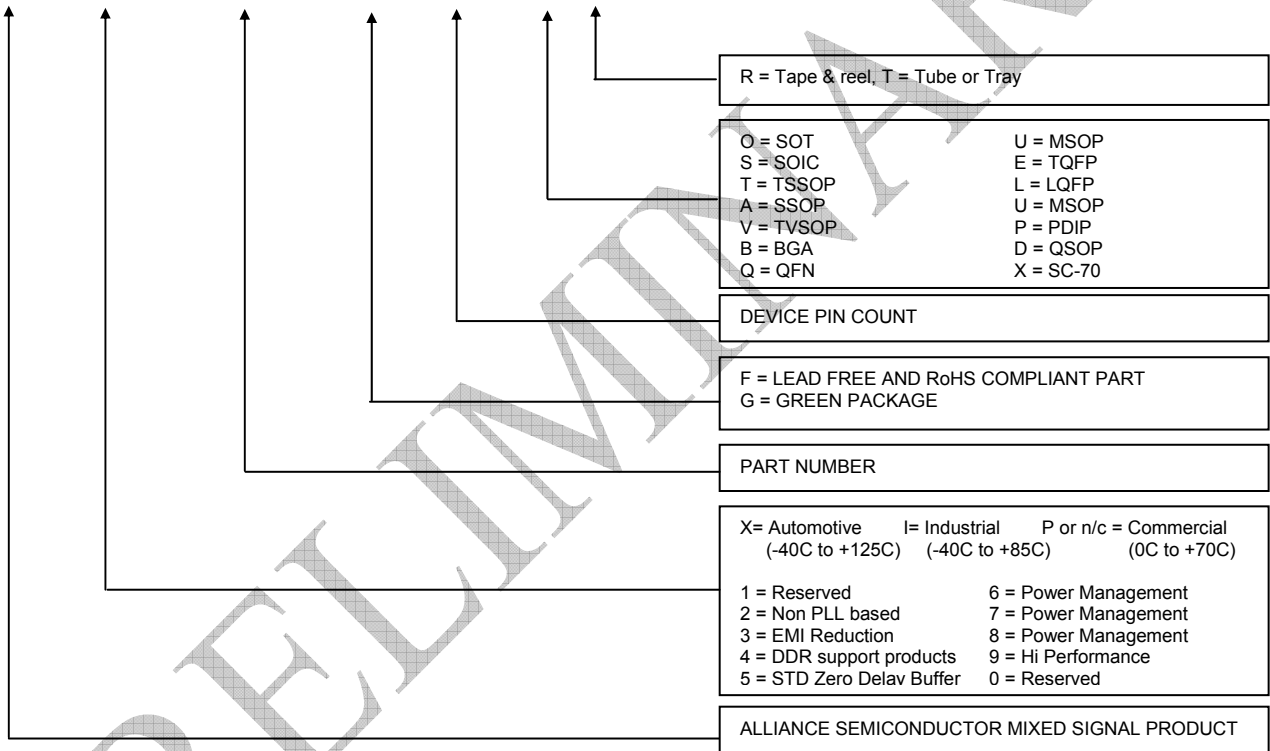 R = Tape & reel, T = Tube or Tray
O = SOT U = MSOP
S = SOIC E = TQFP
T = TSSOP L = LQFP
A = SSOP U = MSOP
V = TVSOP P = PDIP
B = BGA D = QSOP
Q = QFN X = SC-70
DEVICE PIN COUNT
F = LEAD FREE AND RoHS COMPLIANT PART
G = GREEN PACKAGE
PART NUMBER
X= Automotive I= Industrial P or n/c = Commercial
(-40C to +125C) (-40C to +85C) (0C to +70C)
1 = Reserved 6 = Power Management
2 = Non PLL based 7 = Power Management
3 = EMI Reduction 8 = Power Management
4 = DDR support products 9 = Hi Performance
5 = STD Zero Delay Buffer 0 = Reserved
ALLIANCE SEMICONDUCTOR MIXED SIGNAL PRODUCT